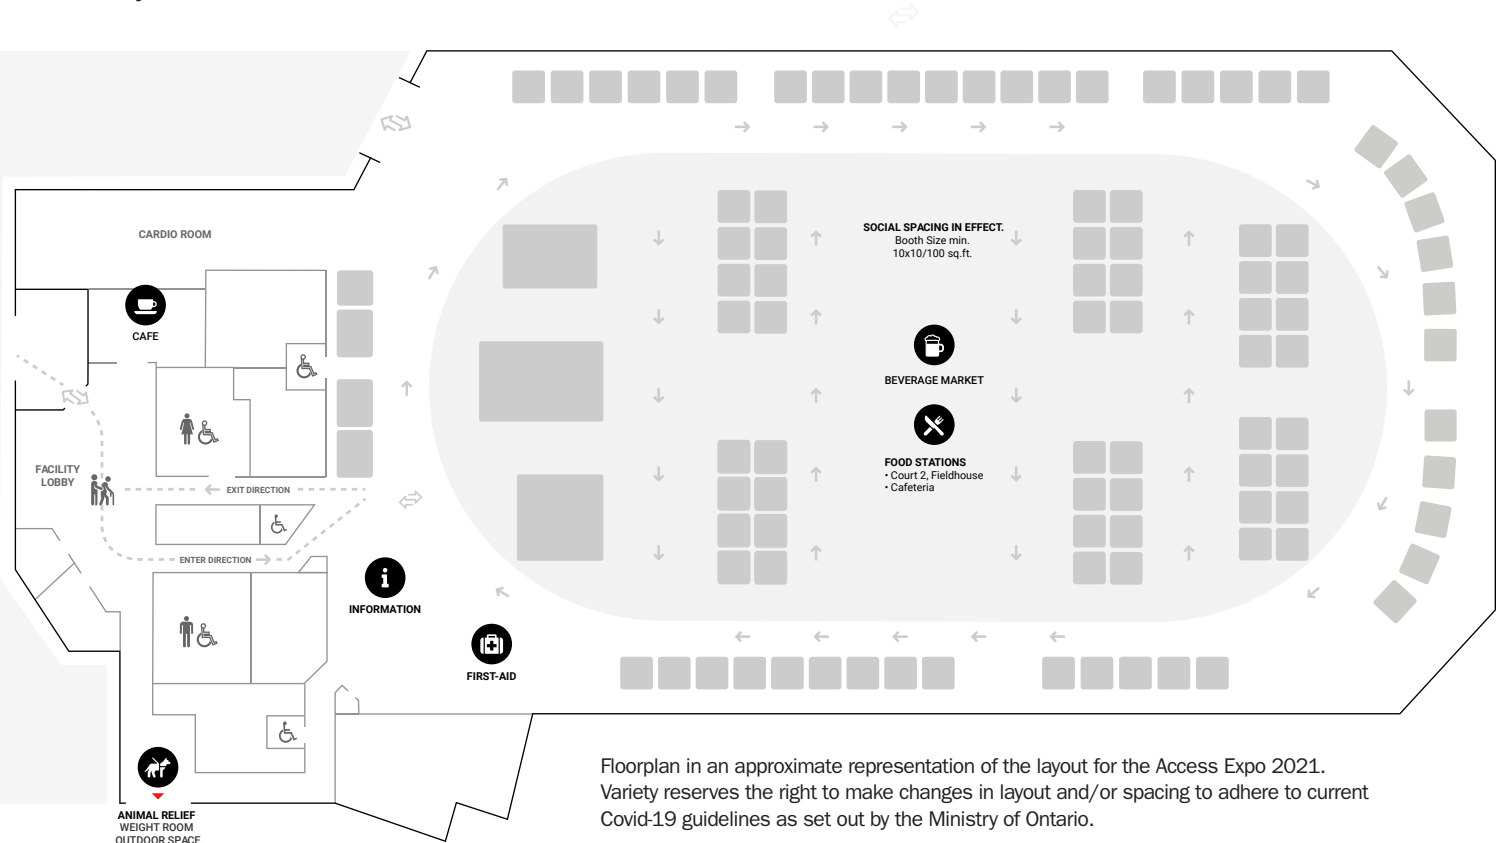 CARDIO ROOM
SOCIAL SPACING IN EFFECT.
Booth Size min.
10x10/100 sq.ft.
CAFE
BEVERAGE MARKET
FACILITY
LOBBY
FOOD STATIONS
• Court 2, Fieldhouse
• Cafeteria
EXIT DIRECTION
ENTER DIRECTION
INFORMATION
FIRST-AID
ANIMAL RELIEF
WEIGHT ROOM
OUTDOOR SPACE
Floorplan in an approximate representation of the layout for the Access Expo 2021.
Variety reserves the right to make changes in layout and/or spacing to adhere to current
Covid-19 guidelines as set out by the Ministry of Ontario.